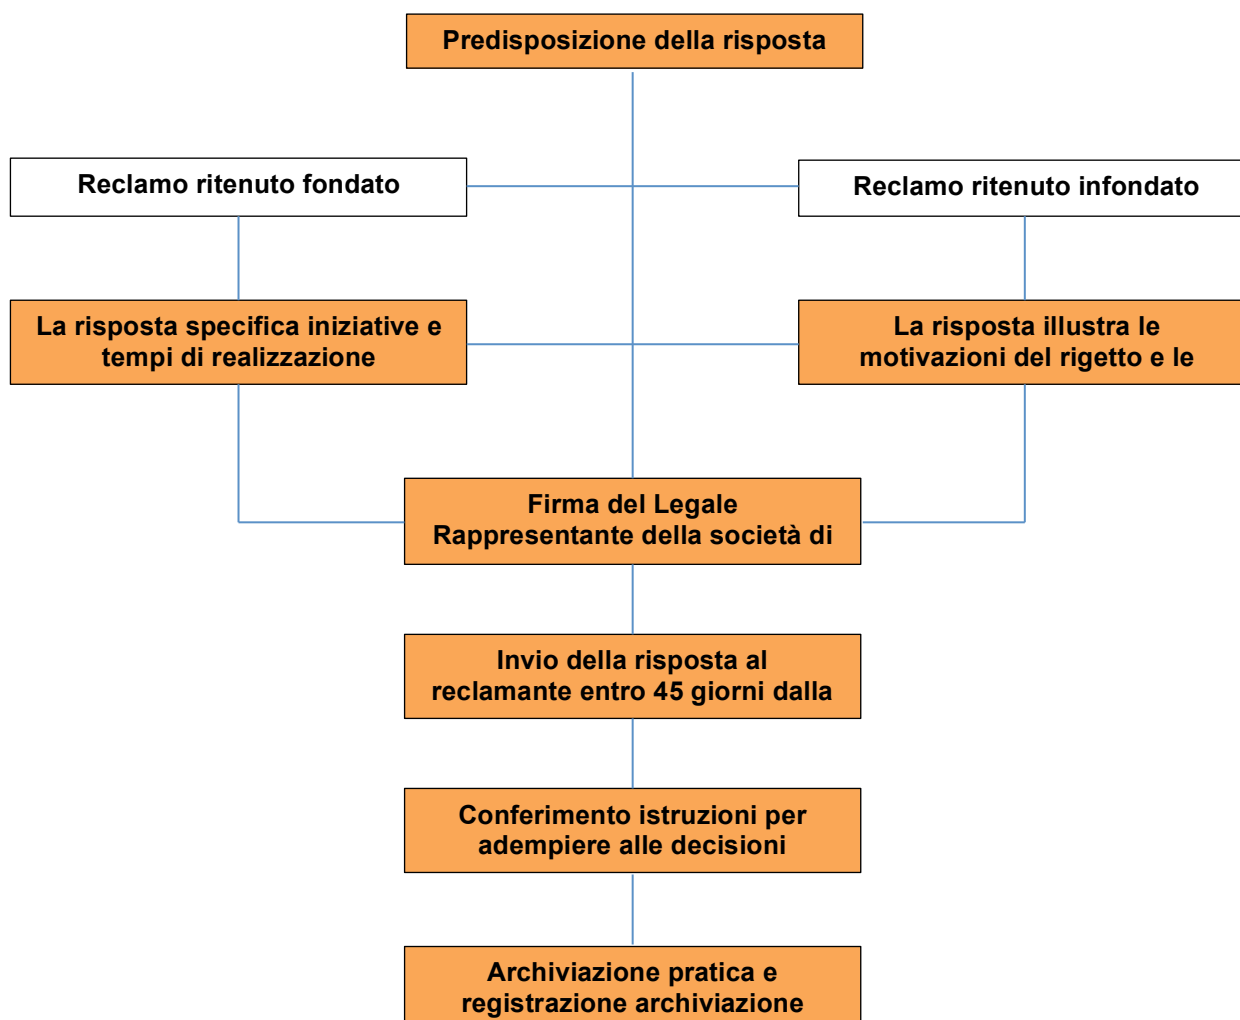 Predisposizione della risposta
Reclamo ritenuto fondato
Reclamo ritenuto infondato
La risposta specifica iniziative e
tempi di realizzazione
La risposta illustra le
motivazioni del rigetto e le
Firma del Legale
Rappresentante della società di
Invio della risposta al
reclamante entro 45 giorni dalla
Conferimento istruzioni per
adempiere alle decisioni
Archiviazione pratica e
registrazione archiviazione